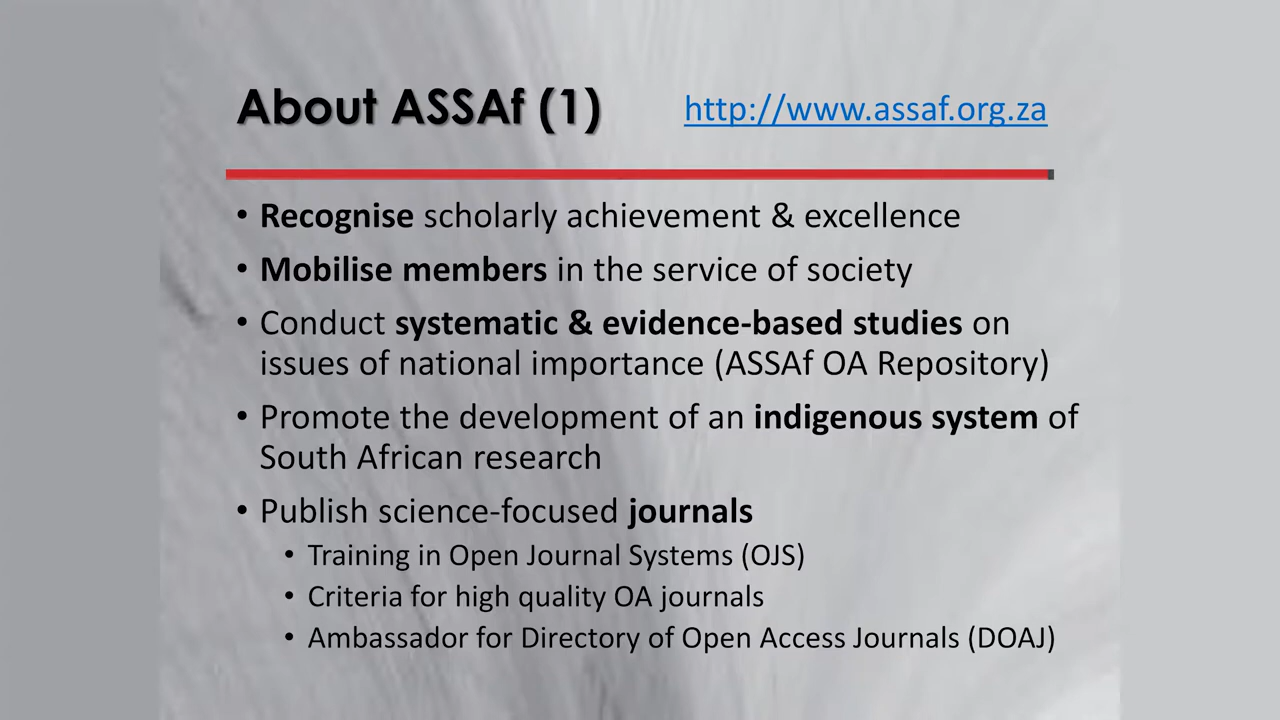 About ASSAf (1) http://www.assaf.org.za
• Recognise scholarly achievement & excellence
• Mobilise members in the service of society
• Conduct systematic & evidence-based studies on
issues of national importance (ASSAf OA Repository)
• Promote the development of an indigenous system of
South African research
• Publish science-focused journals
• Training in Open Journal Systems (OJS)
• Criteria for high quality OA journals
• Ambassador for Directory of Open Access Journals (DOAJ)